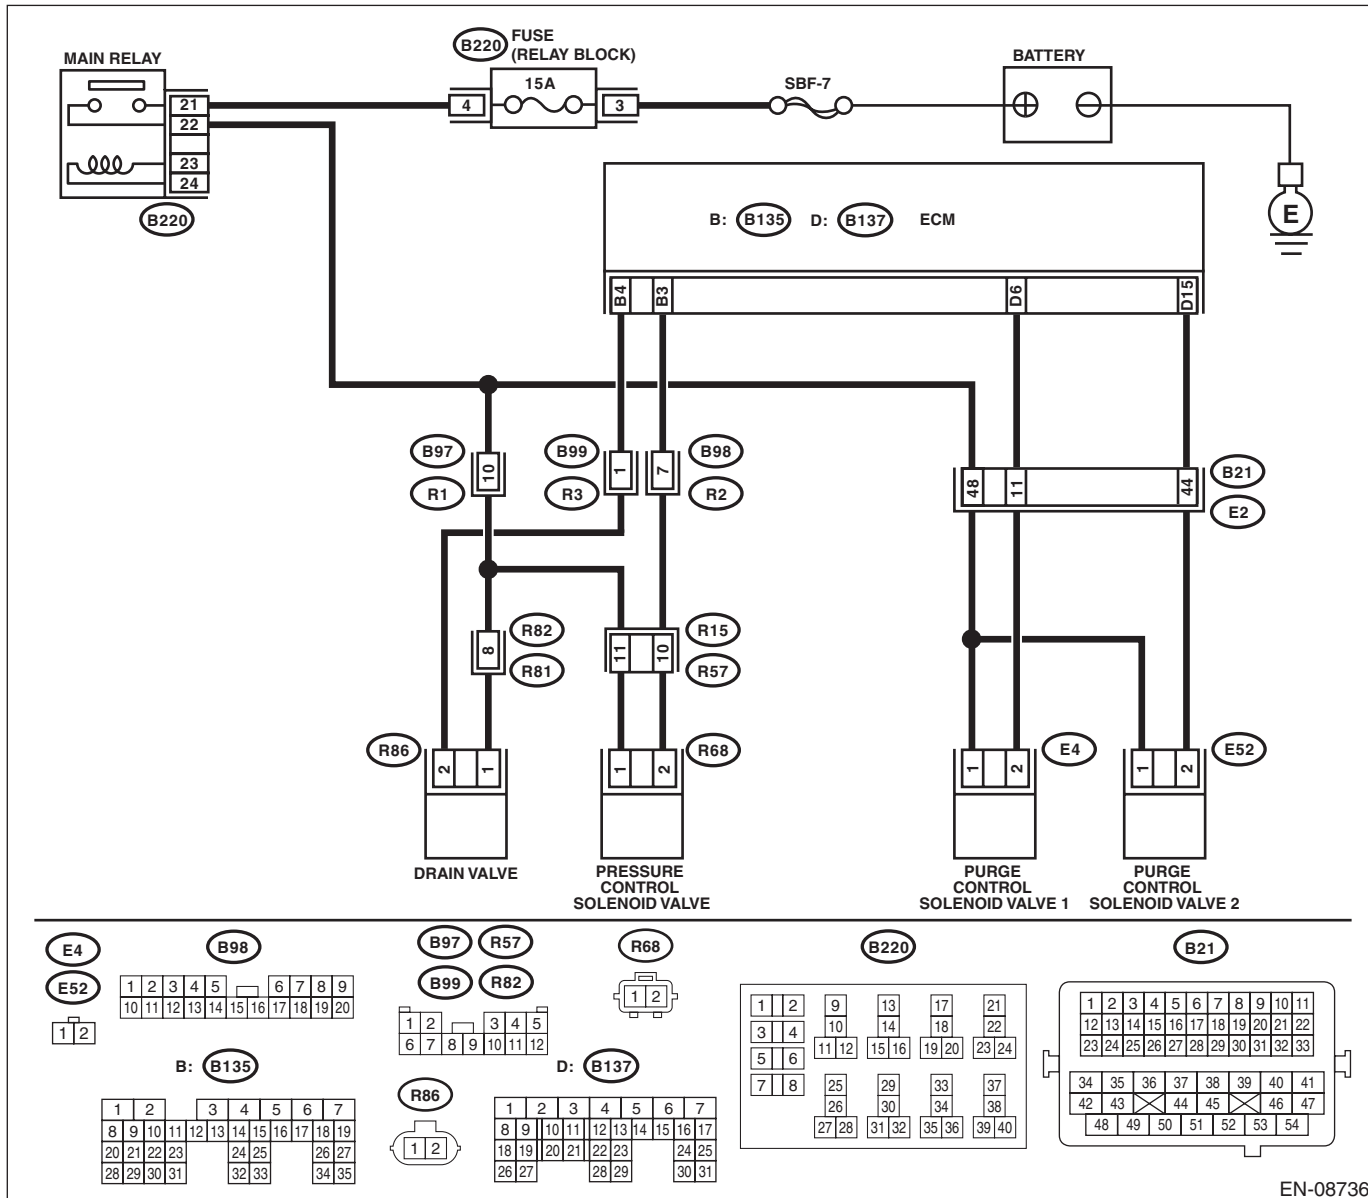 B220 FUSE
(RELAY BLOCK)
MAIN RELAY
BATTERY
15A
SBF-7
21
4
3
22
23
24
E
B220
B: B135 D: B137 ECM
B4 B3 D6 D15
B97 B99 B98 B21
10 1 7 48 11 44
R1 R3 R2 E2
R82 R15
8 11 10
R81 R57
R86 R68 E4 E52
2 1 1 2 1 2 1 2
DRAIN VALVE
PRESSURE
CONTROL
SOLENOID VALVE
PURGE
CONTROL
SOLENOID VALVE 1
PURGE
CONTROL
SOLENOID VALVE 2
E4
E52
1 2
B98
1 2 3 4 5 6 7 8 9
10 11 12 13 14 15 16 17 18 19 20
B97 R57
B99 R82
1 2 3 4 5
6 7 8 9 10 11 12
R68
1 2
B220
1 2 9 13 17 21
3 4 10 14 18 22
5 6 11 12 15 16 19 20 23 24
7 8 25 29 33 37
26 30 34 38
27 28 31 32 35 36 39 40
B21
1 2 3 4 5 6 7 8 9 10 11
12 13 14 15 16 17 18 19 20 21 22
23 24 25 26 27 28 29 30 31 32 33
34 35 36 37 38 39 40 41
42 43 44 45 46 47
48 49 50 51 52 53 54
B: B135
1 2 3 4 5 6 7
8 9 10 11 12 13 14 15 16 17 18 19
20 21 22 23 24 25 26 27
28 29 30 31 32 33 34 35
R86
1 2
D: B137
1 2 3 4 5 6 7
8 9 10 11 12 13 14 15 16 17
18 19 20 21 22 23 24 25
26 27 28 29 30 31
EN-08736